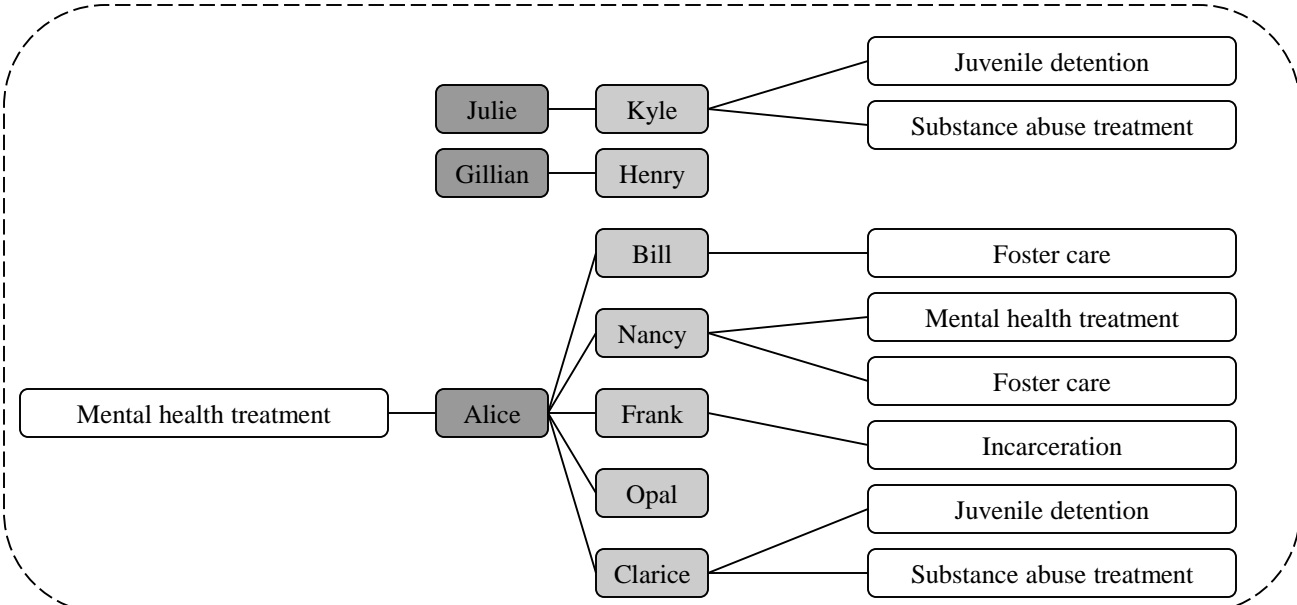 Juvenile detention
Julie
Kyle
Substance abuse treatment
Gillian
Henry
Bill
Foster care
Nancy
Mental health treatment
Foster care
Mental health treatment
Alice
Frank
Incarceration
Opal
Juvenile detention
Clarice
Substance abuse treatment